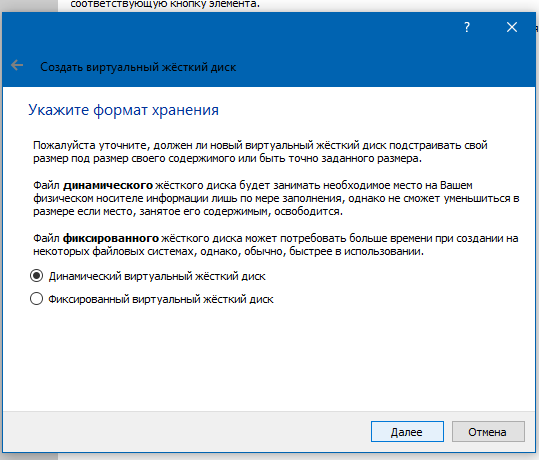 соответствующую кнопку элемента.
?
Создать виртуальный жёсткий диск
Укажите формат хранения
Пожалуйста уточните, должен ли новый виртуальный жёсткий диск подстраивать свой
размер под размер своего содержимого или быть точно заданного размера.
Файл динамического жёсткого диска будет занимать необходимое место на Вашем
физическом носителе информации лишь по мере заполнения, однако не сможет уменьшиться в
размере если место, занятое его содержимым, освободится.
Файл фиксированного жёсткого диска может потребовать больше времени при создании на
некоторых файловых системах, однако, обычно, быстрее в использовании.
Динамический виртуальный жёсткий диск
Фиксированный виртуальный жёсткий диск
Далее
Отмена